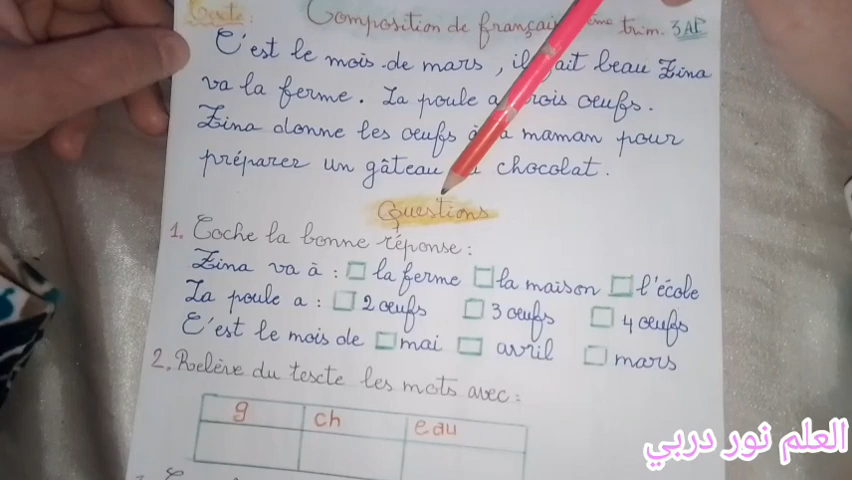 Texte:
Composition de français ème trim. 3AP
C'est le mois de mars, il fait beau Zina
va la ferme. La poule a trois oeufs.
Zina donne les oeufs à la maman pour
préparer un gâteau chocolat.
Questions
1. Coche la bonne réponse:
Zina va à: la ferme la maison l'école
La poule a: 2 oeufs 3 oeufs 4 oeufs
C'est le mois de mai avril mars
2. Relève du texcte les mots avec:
g ch eau
العلم نور دربي